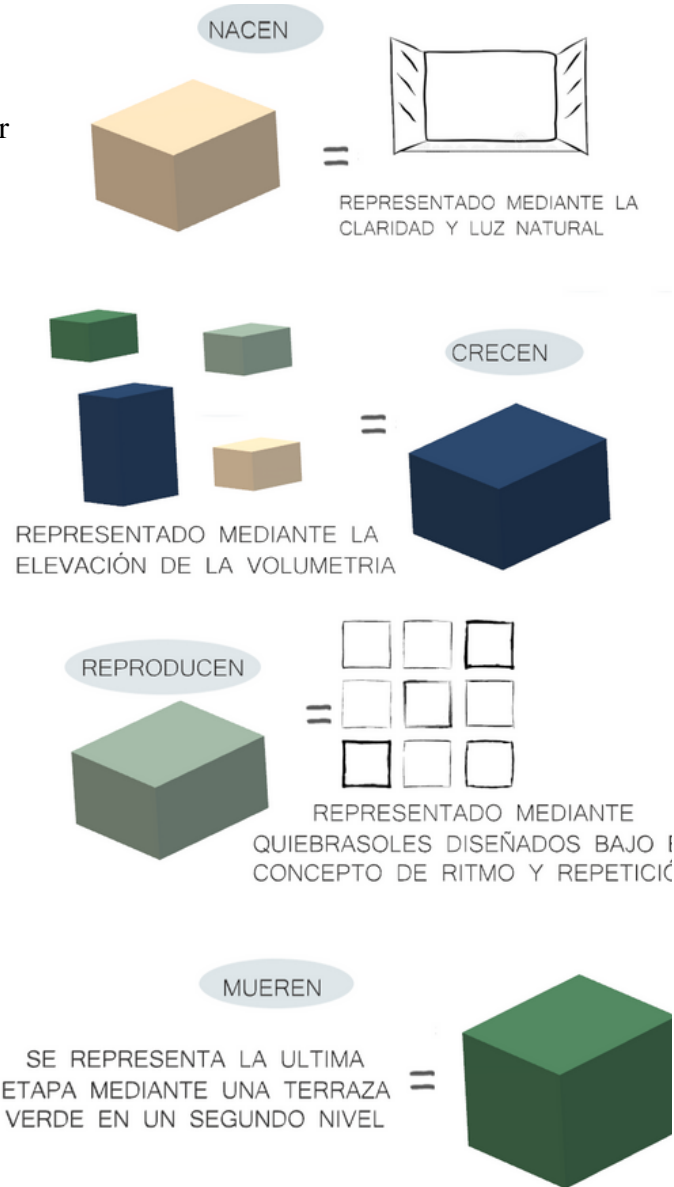 NACEN
r
REPRESENTADO MEDIANTE LA
CLARIDAD Y LUZ NATURAL
CRECEN
REPRESENTADO MEDIANTE LA
ELEVACIÓN DE LA VOLUMETRIA
REPRODUCEN
REPRESENTADO MEDIANTE
QUIEBRASOLES DISEÑADOS BAJO
CONCEPTO DE RITMO Y
MUEREN
SE REPRESENTA LA ULTIMA
ETAPA MEDIANTE UNA TERRAZA
VERDE EN UN SEGUNDO NIVEL